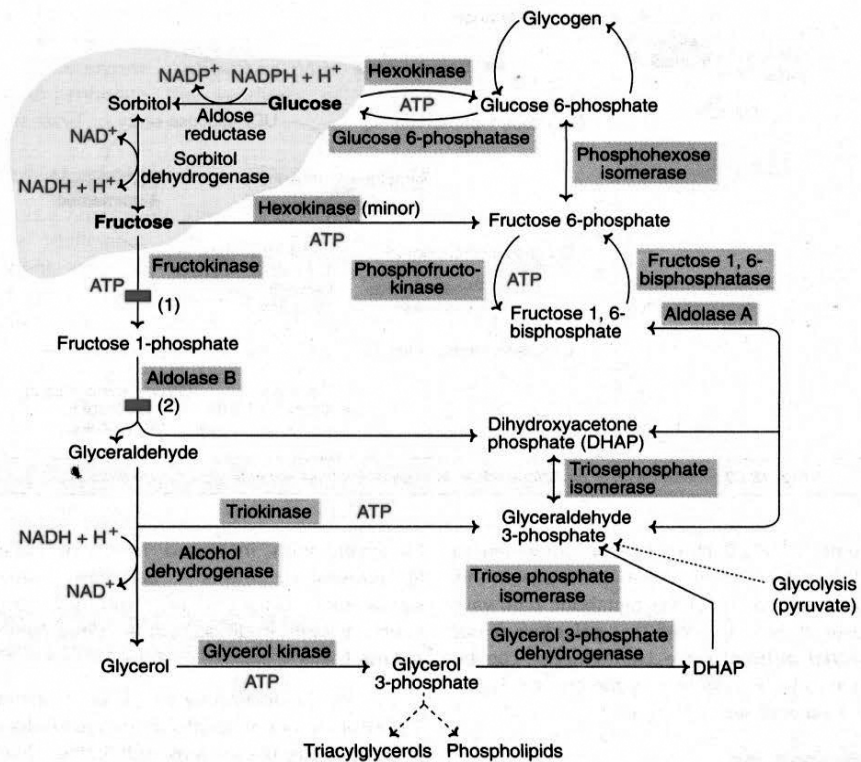 Glycogen
NADP⁺ NADPH + H⁺
Hexokinase
Sorbitol
Glucose
ATP
Glucose 6-phosphate
Aldose
reductase
Glucose 6-phosphatase
NAD⁺
Sorbitol
dehydrogenase
NADH + H⁺
Phosphohexose
isomerase
Fructose
Hexokinase (minor)
ATP
Fructose 6-phosphate
Fructokinase
ATP
(1)
Phosphofructo-
kinase
ATP
Fructose 1, 6-
bisphosphatase
Fructose 1, 6-
bisphosphate
Aldolase A
Fructose 1-phosphate
Aldolase B
(2)
Dihydroxyacetone
phosphate (DHAP)
Glyceraldehyde
Triosephosphate
isomerase
Triokinase
ATP
Glyceraldehyde
3-phosphate
NADH + H⁺
Alcohol
dehydrogenase
NAD⁺
Triose phosphate
isomerase
Glycolysis
(pyruvate)
Glycerol
Glycerol kinase
ATP
Glycerol
3-phosphate
Glycerol 3-phosphate
dehydrogenase
DHAP
Triacylglycerols Phospholipids